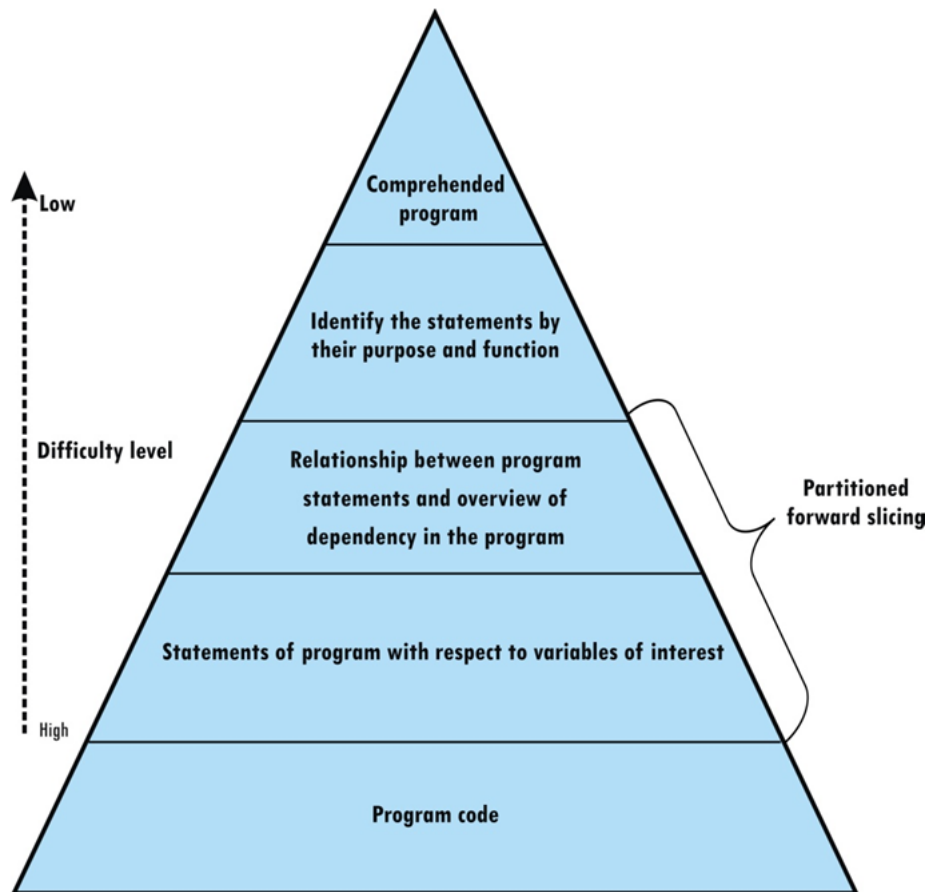 Comprehended
program
Low
Identify the statements by
their purpose and function
Difficulty level
Relationship between program
statements and overview of
dependency in the program
Partitioned
forward slicing
Statements of program with respect to variables of interest
High
Program code